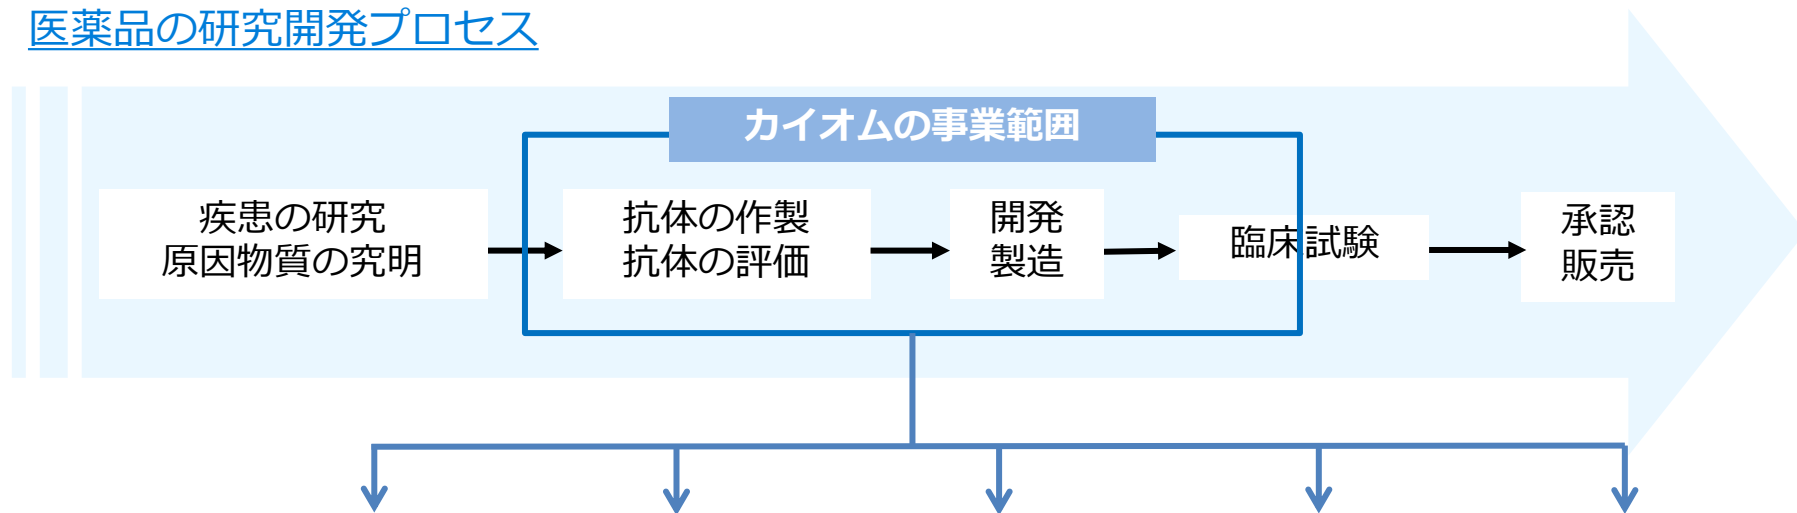 医薬品の研究開発プロセス
カイオムの事業範囲
疾患の研究
原因物質の究明
抗体の作製
抗体の評価
開発
製造
臨床試験
承認
販売